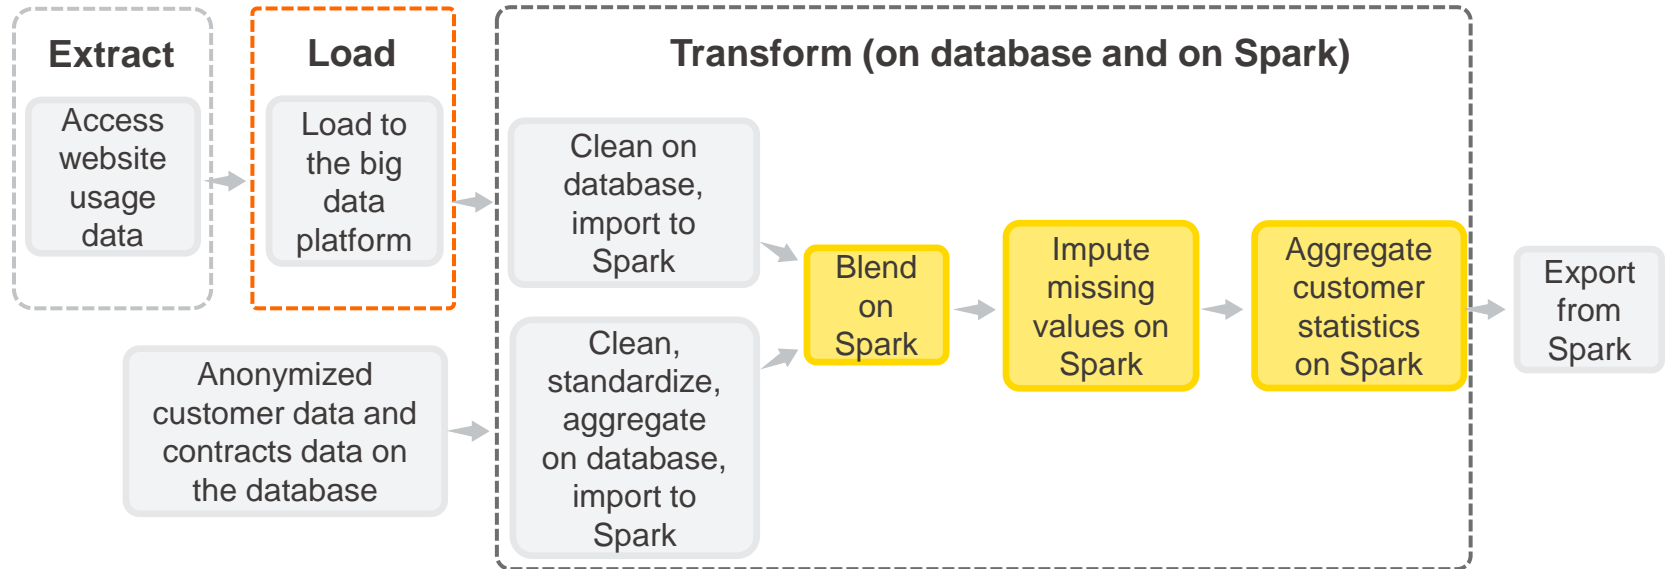 Extract
Access
website
usage
data
Load
Load to
the big
data
platform
Transform (on database and on Spark)
Clean on
database,
import to
Spark
Anonymized
customer data and
contracts data on
the database
Clean,
standardize,
aggregate
on database,
import to
Spark
Blend
on
Spark
Impute
missing
values on
Spark
Aggregate
customer
statistics
on Spark
Export
from
Spark